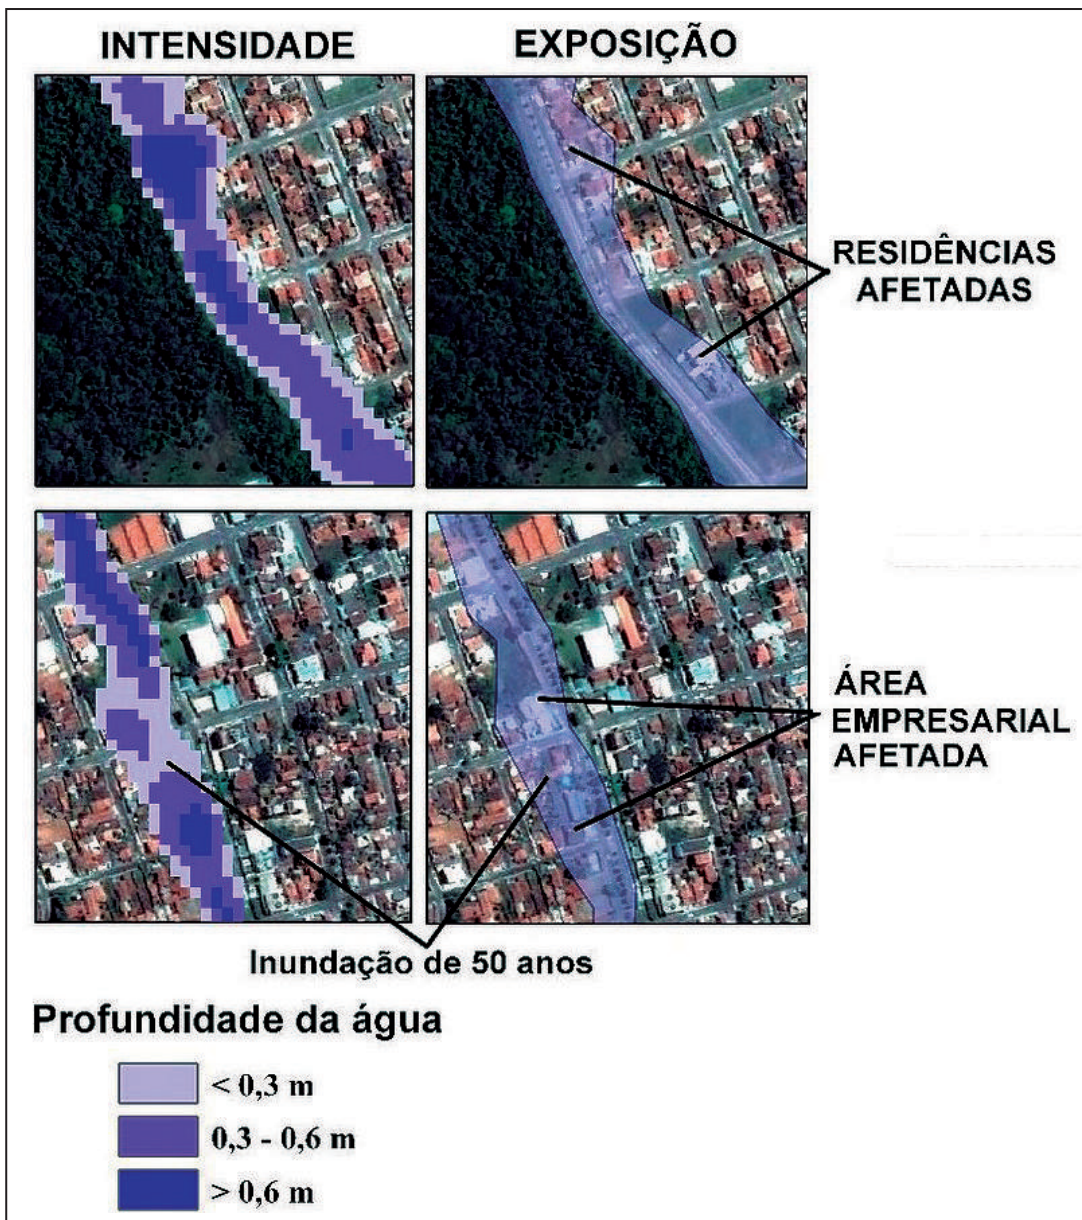 INTENSIDADE
EXPOSIÇÃO
RESIDÊNCIAS
AFETADAS
ÁREA
EMPRESARIAL
AFETADA
Inundação de 50 anos
Profundidade da água
< 0,3 m
0,3 - 0,6 m
> 0,6 m